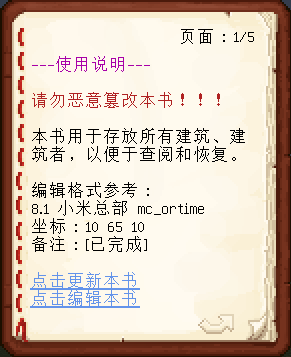 页面：1/5
---使用说明---
请勿恶意篡改本书！！！
本书用于存放所有建筑、建
筑者，以便于查阅和恢复。
编辑格式参考：
8.1 小米总部 mc_ortime
坐标：10 65 10
备注：[已完成]
点击更新本书
点击编辑本书